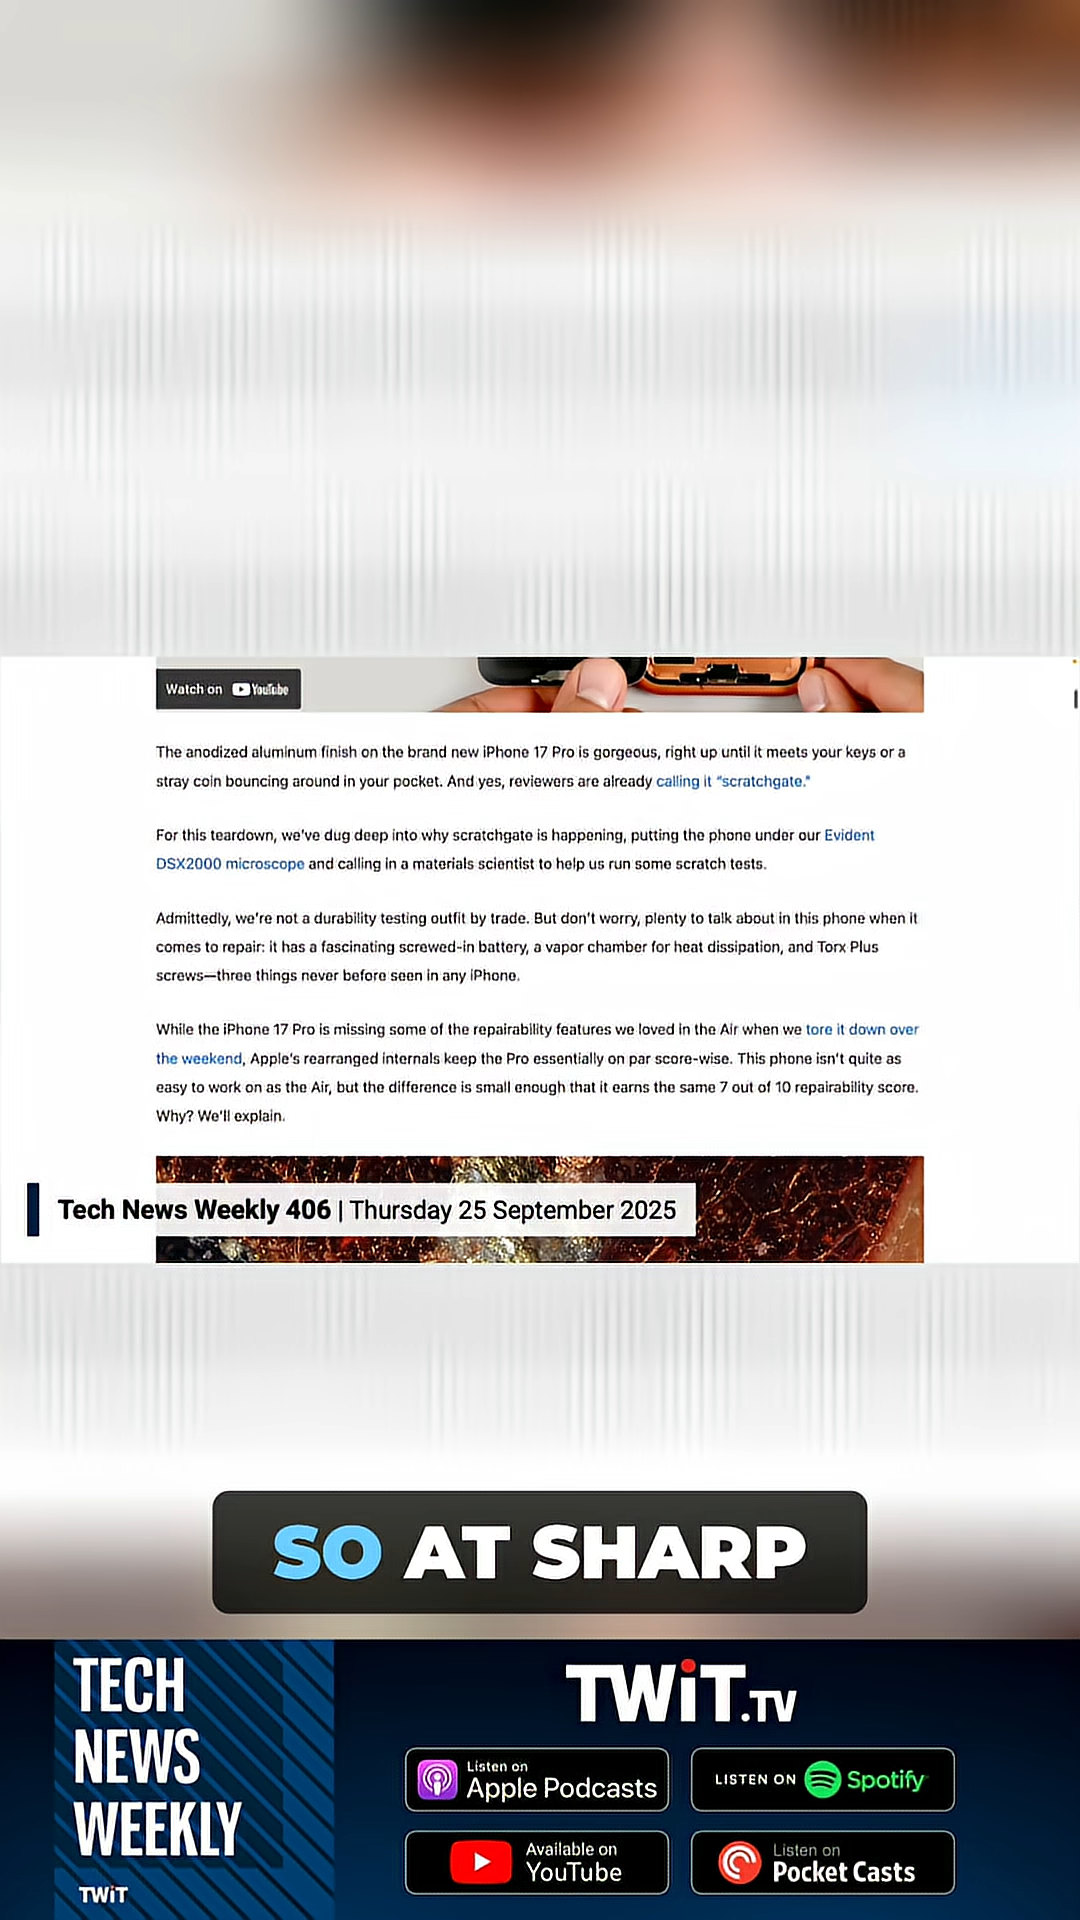 Watch on YouTube
The anodized aluminum finish on the brand new iPhone 17 Pro is gorgeous, right up until it meets your keys or a
stray coin bouncing around in your pocket. And yes, reviewers are already calling it “scratchgate.”
For this teardown, we’ve dug deep into why scratchgate is happening, putting the phone under our Evident
DSX2000 microscope and calling in a materials scientist to help us run some scratch tests.
Admittedly, we’re not a durability testing outfit by trade. But don’t worry, plenty to talk about in this phone when it
comes to repair: it has a fascinating screwed-in battery, a vapor chamber for heat dissipation, and Torx Plus
screws—three things never before seen in any iPhone.
While the iPhone 17 Pro is missing some of the repairability features we loved in the Air when we tore it down over
the weekend, Apple’s rearranged internals keep the Pro essentially on par score-wise. This phone isn’t quite as
easy to work on as the Air, but the difference is small enough that it earns the same 7 out of 10 repairability score.
Why? We’ll explain.
Tech News Weekly 406 | Thursday 25 September 2025
SO AT SHARP
TECH
NEWS
WEEKLY
TWiT
TWiT.TV
Listen on
Apple Podcasts
LISTEN ON Spotify
Available on
YouTube
Listen on
Pocket Casts